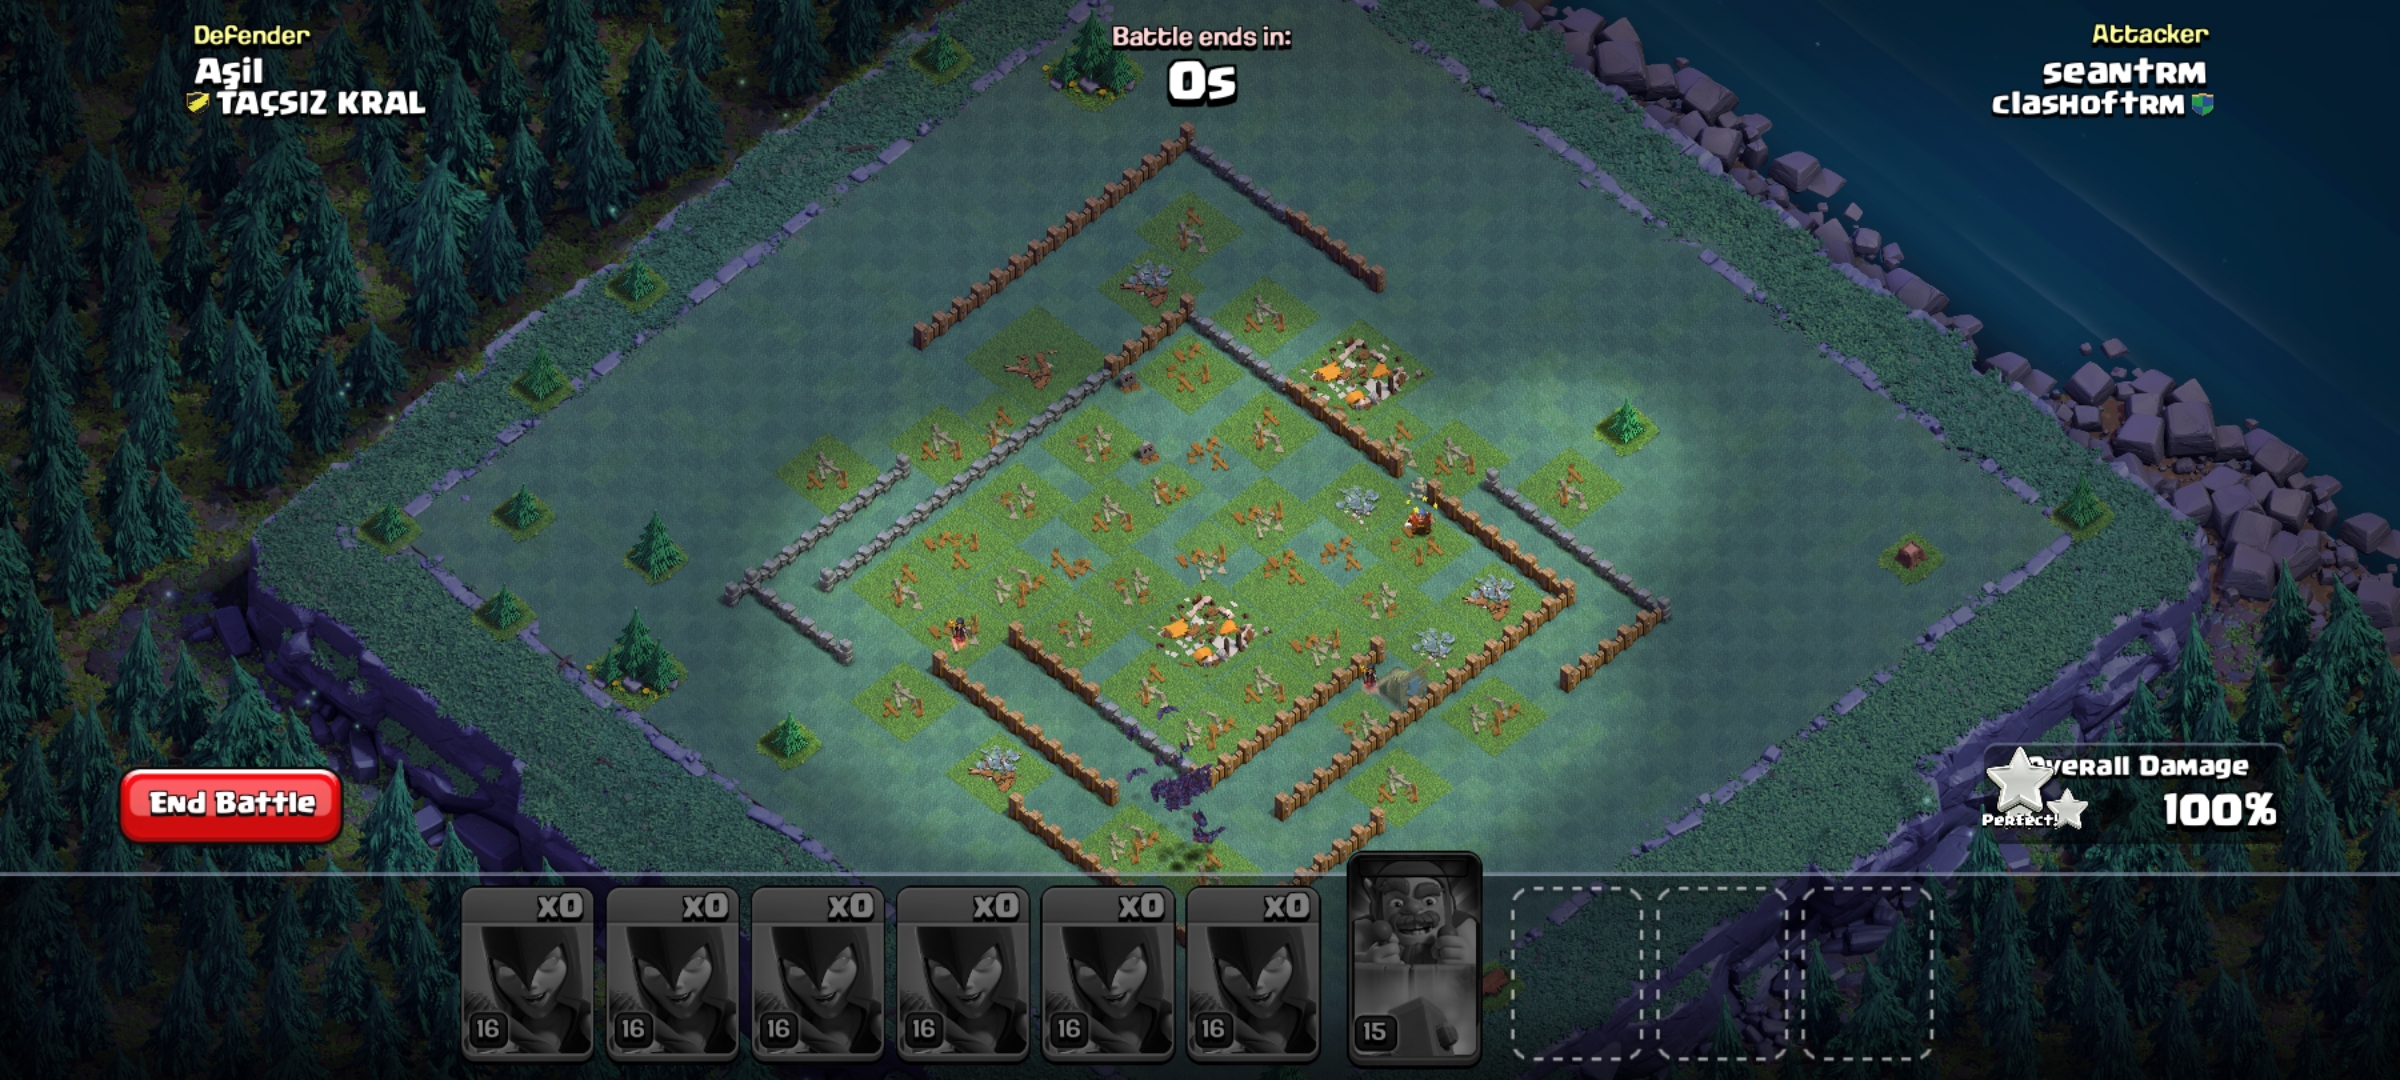 Defender
Aşil
TAÇSIZ KRAL
Battle ends in:
0s
Attacker
seantrm
clashoftrm
End Battle
Overall Damage
100%
Perfect!
x0 x0 x0 x0 x0 x0
16 16 16 16 16 16 15